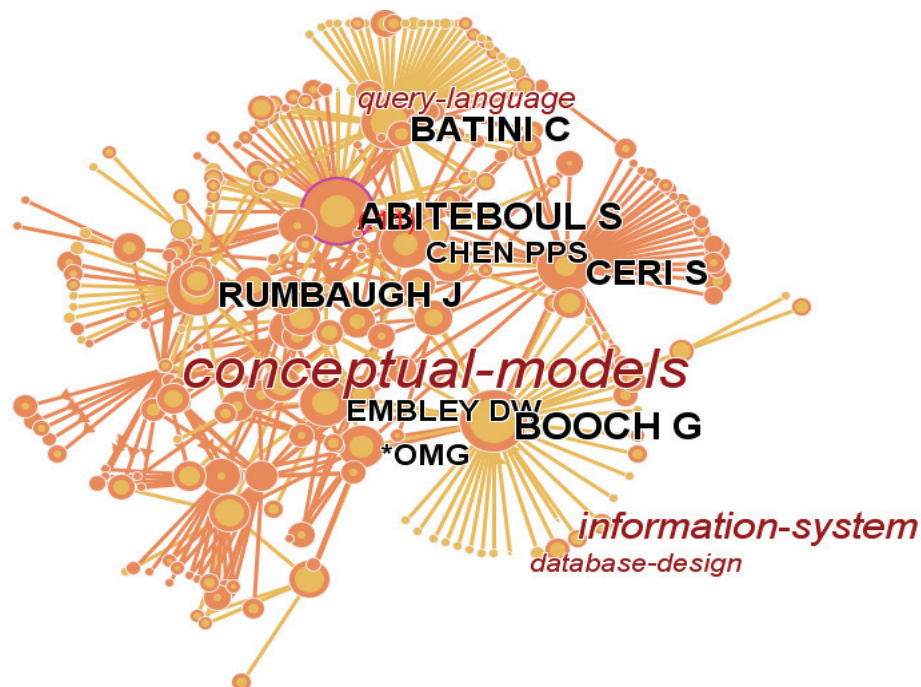 query-language
BATINI C
ABITEBOUL S
CHEN PPS
CERI S
RUMBAUGH J
conceptual-models
EMBLEY DW
BOOCH G
*OMG
information-system
database-design